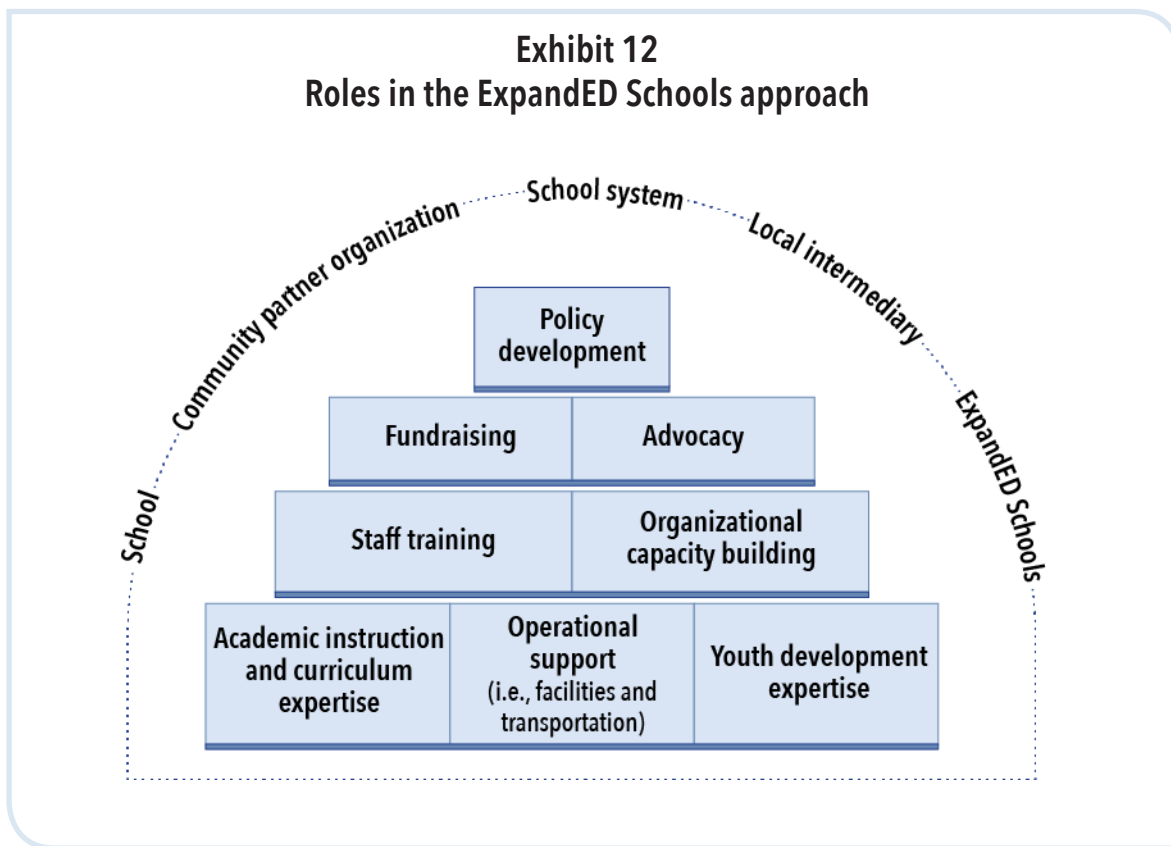 Exhibit 12
Roles in the ExpandED Schools approach
School
Community partner organization
School system
Local intermediary
ExpandED Schools
Policy
development
Fundraising
Advocacy
Staff training
Organizational
capacity building
Academic instruction
and curriculum
expertise
Operational
support
(i.e., facilities and
transportation)
Youth development
expertise